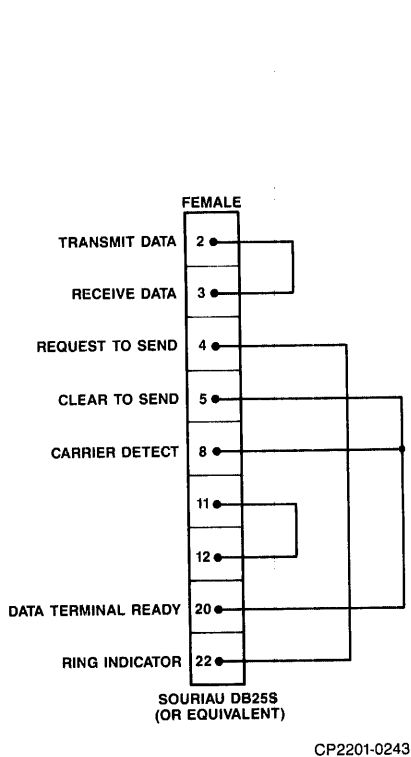 FEMALE
TRANSMIT DATA 2
RECEIVE DATA 3
REQUEST TO SEND 4
CLEAR TO SEND 5
CARRIER DETECT 8
11
12
DATA TERMINAL READY 20
RING INDICATOR 22
SOURIAU DB25S
(OR EQUIVALENT)
CP2201-0243